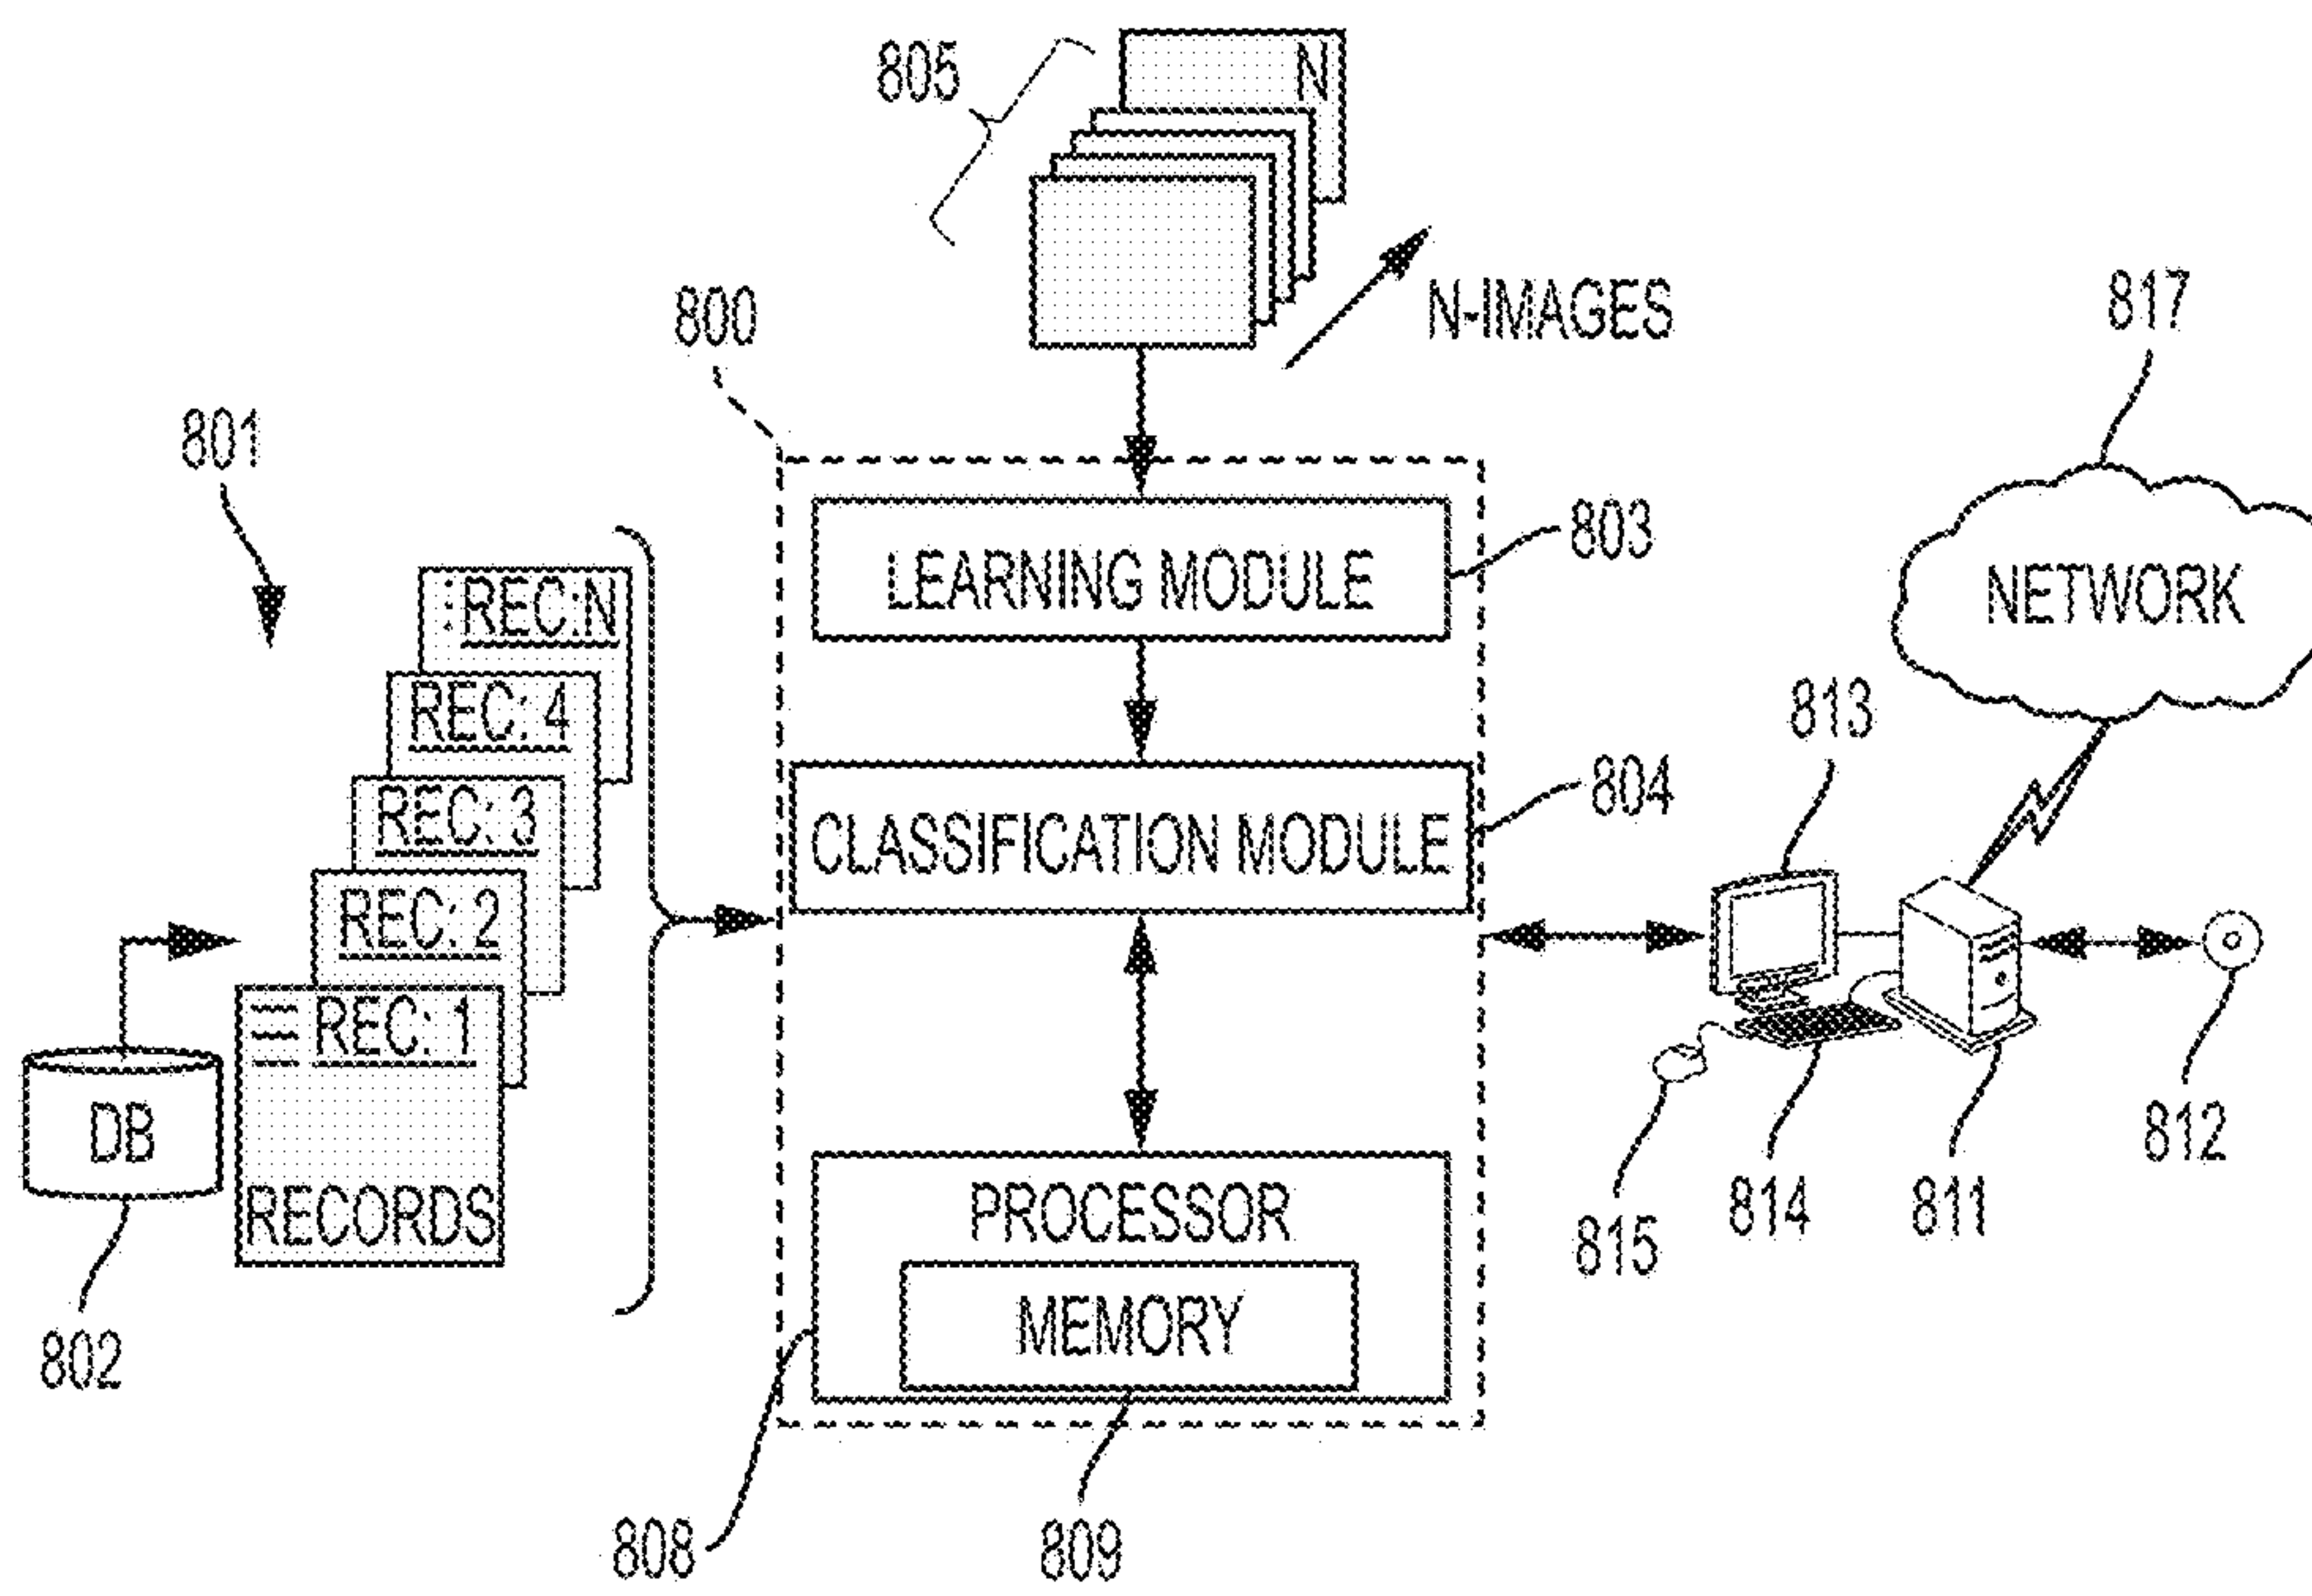 805
N
N-IMAGES
800
817
801
LEARNING MODULE
803
NETWORK
:REC:N
REC: 4
REC: 3
REC: 2
REC: 1
RECORDS
DB
802
CLASSIFICATION MODULE
804
813
PROCESSOR
MEMORY
808
809
815
814
811
812